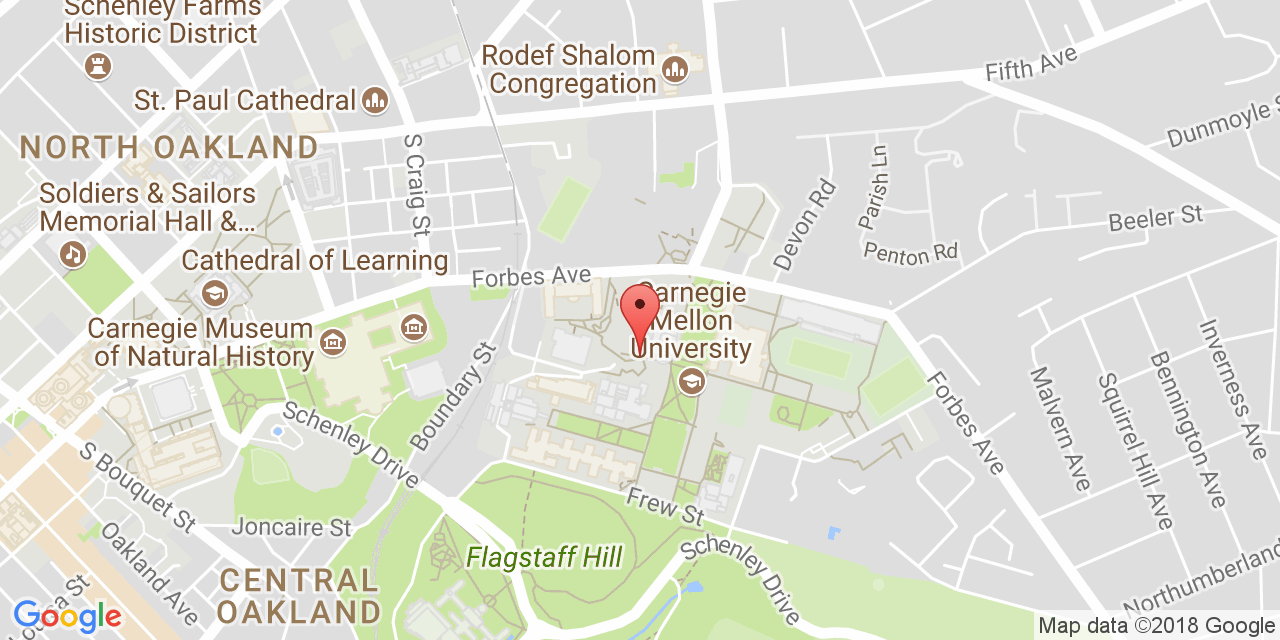 Schenley Farms
Historic District
Rodef Shalom
Congregation
Fifth Ave
St. Paul Cathedral
Dunmoyle S
NORTH OAKLAND
S Craig St
Parish Ln
Soldiers & Sailors
Memorial Hall &...
Devon Rd
Beeler St
Penton Rd
Cathedral of Learning
Forbes Ave
Carnegie
Mellon
University
Carnegie Museum
of Natural History
Boundary St
Inverness Ave
Bennington Ave
Squirrel Hill Ave
Malvern Ave
Forbes Ave
Schenley Drive
S Bouquet St
Frew St
Joncaire St
Oakland Ave
Flagstaff Hill
Schenley Drive
CENTRAL
OAKLAND
Northumberland
Google
Map data ©2018 Google